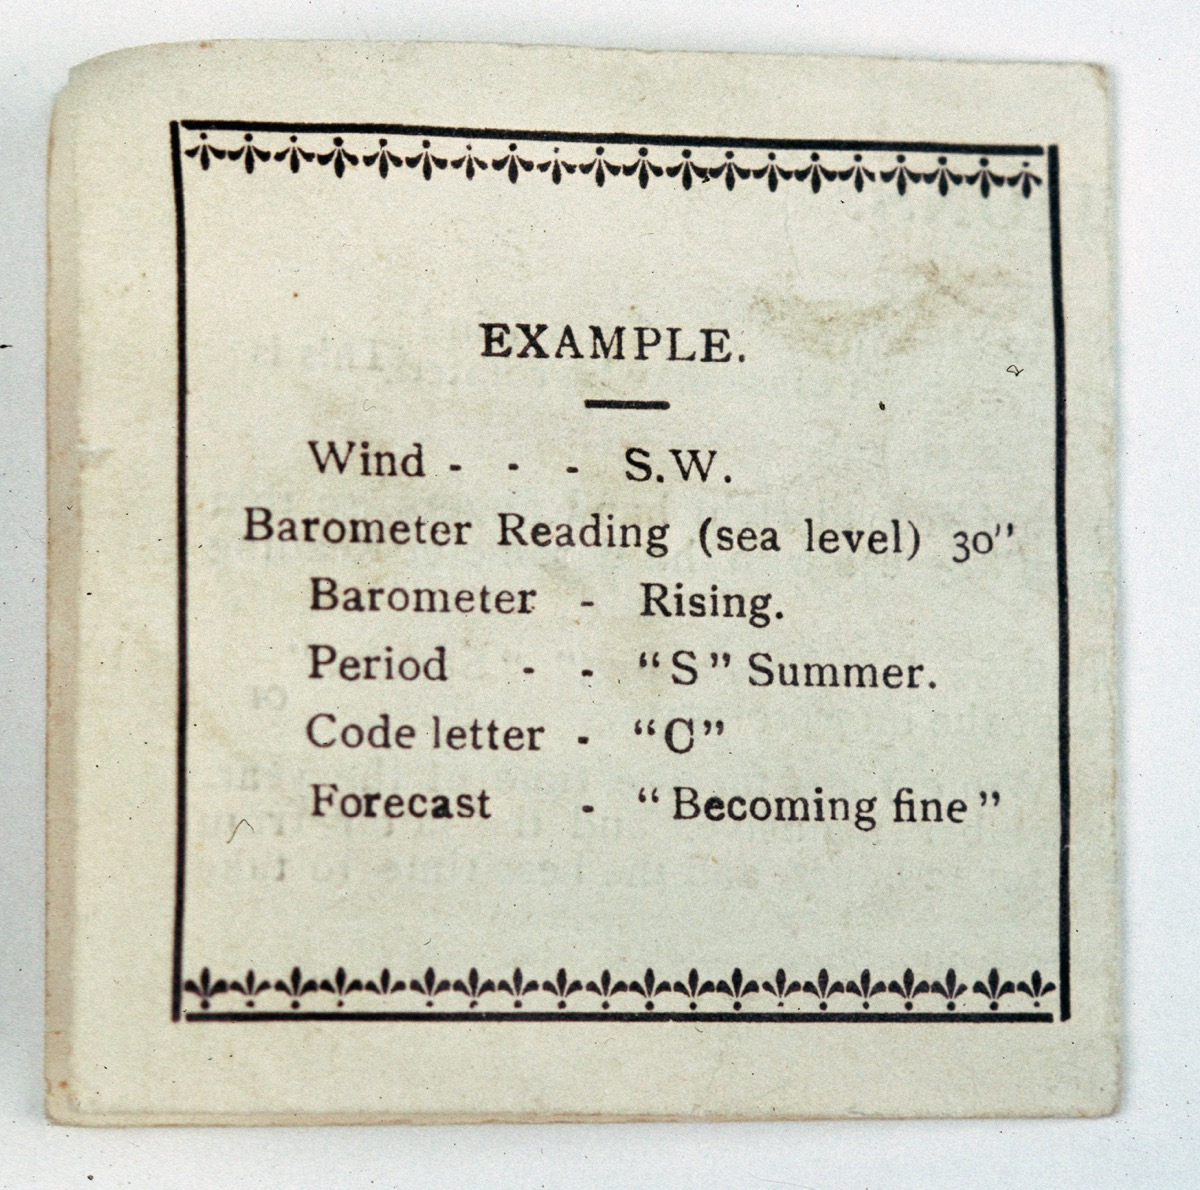 EXAMPLE.
Wind - - - S.W.
Barometer Reading (sea level) 30"
Barometer - Rising.
Period - - “S” Summer.
Code letter - “C”
Forecast - “Becoming fine”